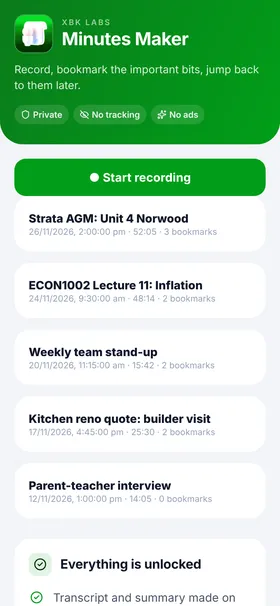 XBK LABS
Minutes Maker
Record, bookmark the important bits, jump back
to them later.
Private
No tracking
No ads
Start recording
Strata AGM: Unit 4 Norwood
26/11/2026, 2:00:00 pm · 52:05 · 3 bookmarks
ECON1002 Lecture 11: Inflation
24/11/2026, 9:30:00 am · 48:14 · 2 bookmarks
Weekly team stand-up
20/11/2026, 11:15:00 am · 15:42 · 2 bookmarks
Kitchen reno quote: builder visit
17/11/2026, 4:45:00 pm · 25:30 · 2 bookmarks
Parent-teacher interview
12/11/2026, 1:00:00 pm · 14:05 · 0 bookmarks
Everything is unlocked
Transcript and summary made on